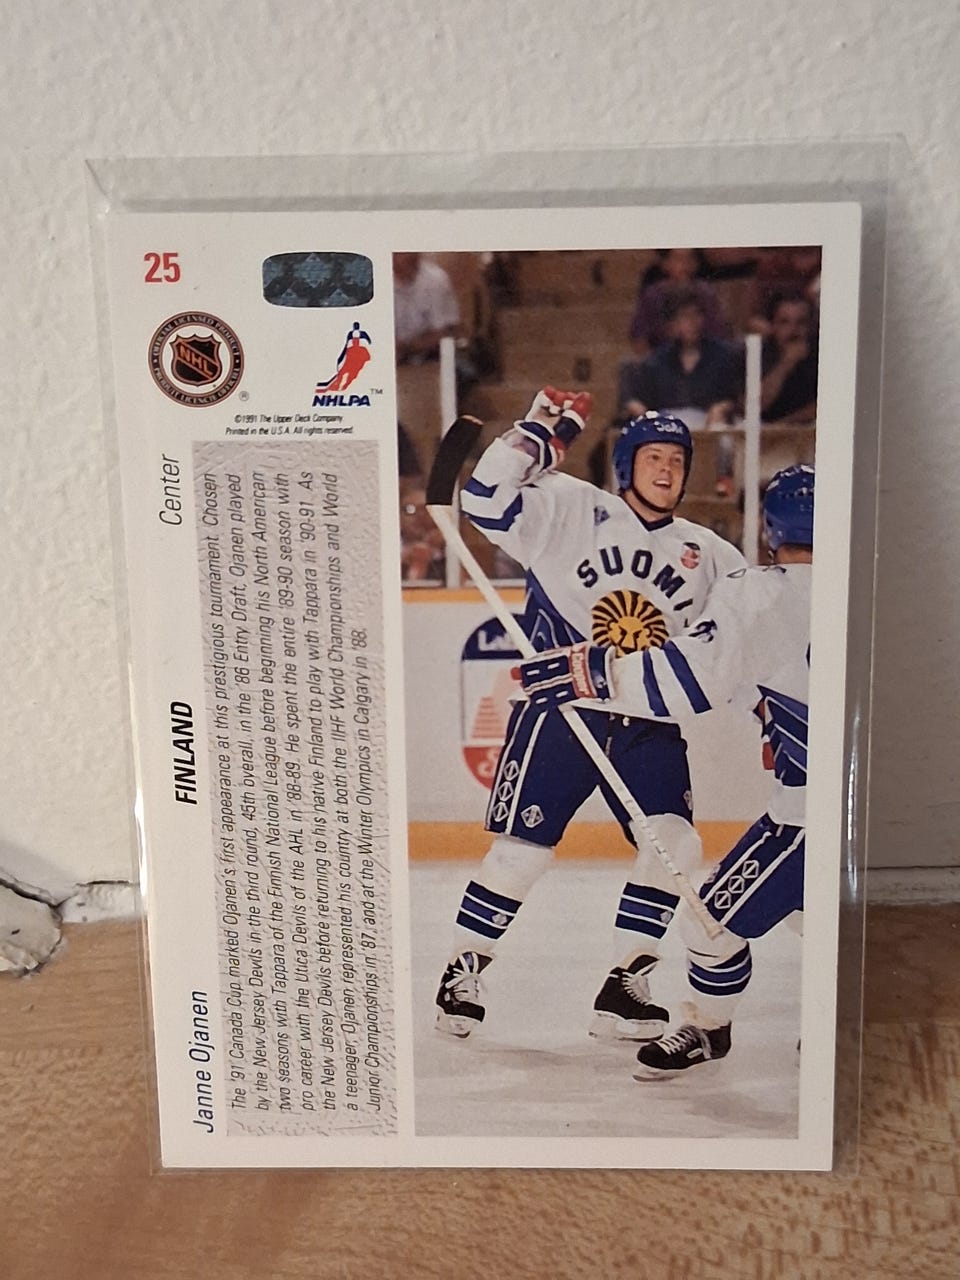 25
OFFICIAL LICENSED PRODUCT
NHL
®
NHLPA™
©1991 The Upper Deck Company.
Printed in the U.S.A. All rights reserved.
Janne Ojanen FINLAND Center
The '91 Canada Cup marked Ojanen's first appearance at this prestigious tournament. Chosen
by the New Jersey Devils in the third round, 45th overall, in the '86 Entry Draft, Ojanen played
two seasons with Tappara of the Finnish National League before beginning his North American
pro career with the Utica Devils of the AHL in '88-89. He spent the entire '89-90 season with
the New Jersey Devils before returning to his native Finland to play with Tappara in '90-91. As
a teenager, Ojanen represented his country at both the IIHF World Championships and World
Junior Championships in '87, and at the Winter Olympics in Calgary in '88.
SUOMI
Cooper